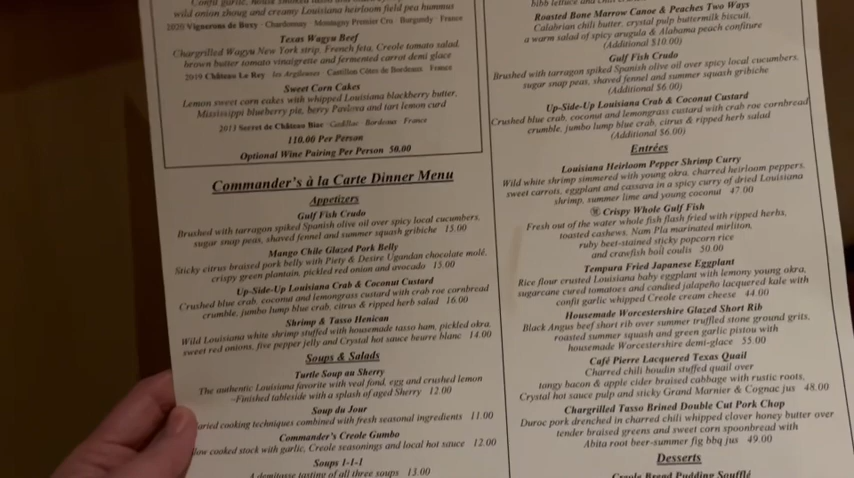 Confit garlic, house smoked
wild onion shoug and creamy Louisiana heirloom field pea hummus
2020 Vignerons de Buxy · Chardonnay · Montagny Premier Cru · Burgundy · France
Texas Wagyu Beef
Chargrilled Wagyu New York strip, French feta, Creole tomato salad,
brown butter tomato vinaigrette and fermented carrot demi glace
2019 Château Le Rey · les Argileuses · Castillon Côtes de Bordeaux · France
Sweet Corn Cakes
Lemon sweet corn cakes with whipped Louisiana blackberry butter,
Mississippi blueberry pie, berry Pavlova and tart lemon curd
2013 Secret de Château Biac · Cadillac · Bordeaux · France
110.00 Per Person
Optional Wine Pairing Per Person 50.00
Commander's à la Carte Dinner Menu
Appetizers
Gulf Fish Crudo
Brushed with tarragon spiked Spanish olive oil over spicy local cucumbers,
sugar snap peas, shaved fennel and summer squash gribiche 15.00
Mango Chile Glazed Pork Belly
Sticky citrus braised pork belly with Piety & Desire Ugandan chocolate molé,
crispy green plantain, pickled red onion and avocado 15.00
Up-Side-Up Louisiana Crab & Coconut Custard
Crushed blue crab, coconut and lemongrass custard with crab roe cornbread
crumble, jumbo lump blue crab, citrus & ripped herb salad 16.00
Shrimp & Tasso Henican
Wild Louisiana white shrimp stuffed with housemade tasso ham, pickled okra,
sweet red onions, five pepper jelly and Crystal hot sauce beurre blanc 14.00
Soups & Salads
Turtle Soup au Sherry
The authentic Louisiana favorite with veal fond, egg and crushed lemon
~Finished tableside with a splash of aged Sherry 12.00
Soup du Jour
cooking techniques combined with fresh seasonal ingredients 11.00
Commander's Creole Gumbo
cooked stock with garlic, Creole seasonings and local hot sauce 12.00
Soups 1-1-1
A demitasse tasting of all three soups 13.00
bibb lettuce and
Roasted Bone Marrow Canoe & Peaches Two Ways
Calabrian chili butter, crystal pulp buttermilk biscuit,
a warm salad of spicy arugula & Alabama peach confiture
(Additional $10.00)
Gulf Fish Crudo
Brushed with tarragon spiked Spanish olive oil over spicy local cucumbers,
sugar snap peas, shaved fennel and summer squash gribiche
(Additional $6.00)
Up-Side-Up Louisiana Crab & Coconut Custard
Crushed blue crab, coconut and lemongrass custard with crab roe cornbread
crumble, jumbo lump blue crab, citrus & ripped herb salad
(Additional $6.00)
Entrées
Louisiana Heirloom Pepper Shrimp Curry
Wild white shrimp simmered with young okra, charred heirloom peppers,
sweet carrots, eggplant and cassava in a spicy curry of dried Louisiana
shrimp, summer lime and young coconut 47.00
Crispy Whole Gulf Fish
Fresh out of the water whole fish flash fried with ripped herbs,
toasted cashews, Nam Pla marinated mirliton,
ruby beet-stained sticky popcorn rice
and crawfish boil coulis 50.00
Tempura Fried Japanese Eggplant
Rice flour crusted Louisiana baby eggplant with lemony young okra,
sugarcane cured tomatoes and candied jalapeño lacquered kale with
confit garlic whipped Creole cream cheese 44.00
Housemade Worcestershire Glazed Short Rib
Black Angus beef short rib over summer truffled stone ground grits,
roasted summer squash and green garlic pistou with
housemade Worcestershire demi-glace 55.00
Café Pierre Lacquered Texas Quail
Charred chili boudin stuffed quail over
tangy bacon & apple cider braised cabbage with rustic roots,
Crystal hot sauce pulp and sticky Grand Marnier & Cognac jus 48.00
Chargrilled Tasso Brined Double Cut Pork Chop
Duroc pork drenched in charred chili whipped clover honey butter over
tender braised greens and sweet corn spoonbread with
Abita root beer-summer fig bbq jus 49.00
Desserts
Creole Bread Pudding Soufflé